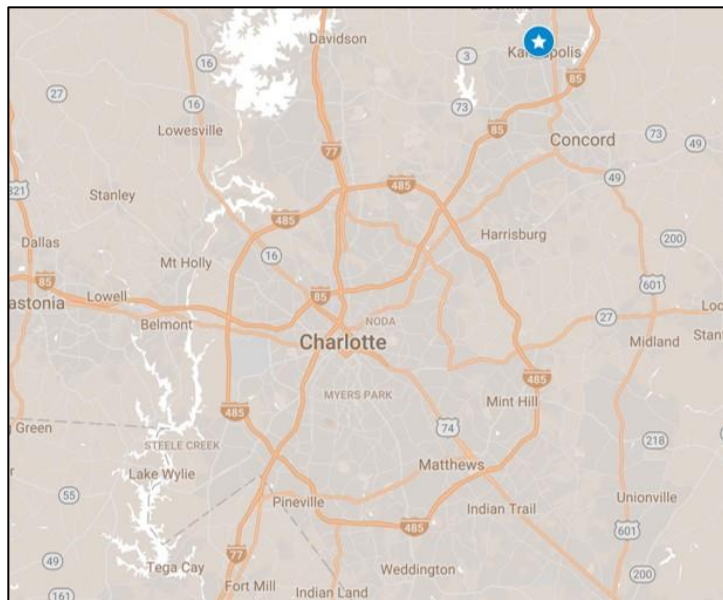 Davidson
3
16
85
27
16
73
Lowesville
85
77
Concord
73
49
321
Stanley
485
49
485
Dallas
Harrisburg
200
Mt Holly
16
85
601
Lowell
85
27
Belmont
NODA
Charlotte
Midland
MYERS PARK
485
Mint Hill
485
74
218
STEELE CREEK
Matthews
Lake Wylie
55
Pineville
Indian Trail
Unionville
485
601
77
49
Tega Cay
Weddington
200
Fort Mill
161
Indian Land